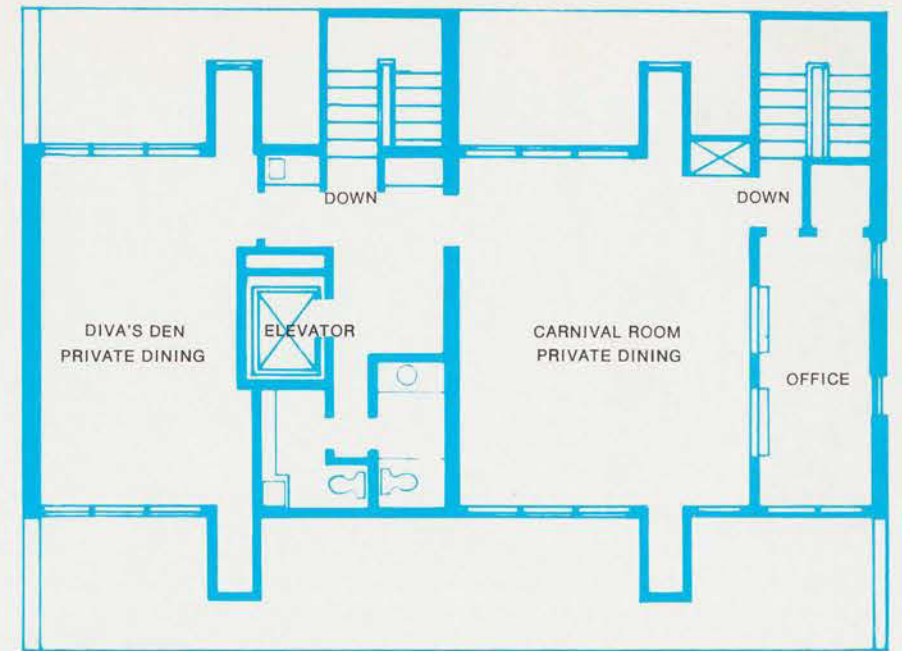 DOWN
DOWN
DIVA'S DEN
PRIVATE DINING
ELEVATOR
CARNIVAL ROOM
PRIVATE DINING
OFFICE